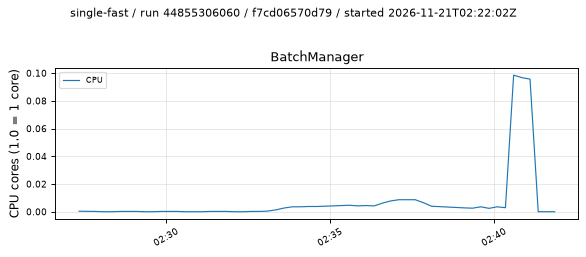 single-fast / run 44855306060 / f7cd06570d79 / started 2026-11-21T02:22:02Z
BatchManager
CPU
CPU cores (1.0 = 1 core)
0.10
0.08
0.06
0.04
0.02
0.00
02:30
02:35
02:40